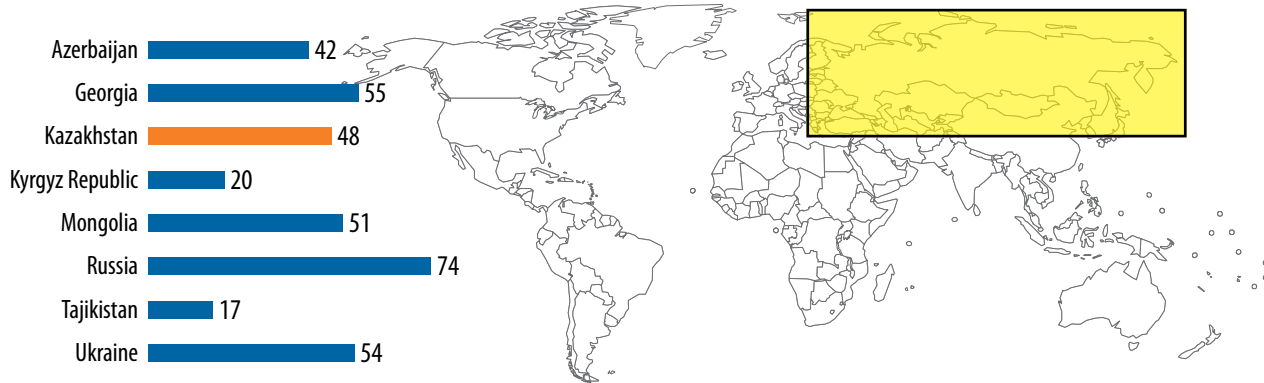 Azerbaijan 42
Georgia 55
Kazakhstan 48
Kyrgyz Republic 20
Mongolia 51
Russia 74
Tajikistan 17
Ukraine 54